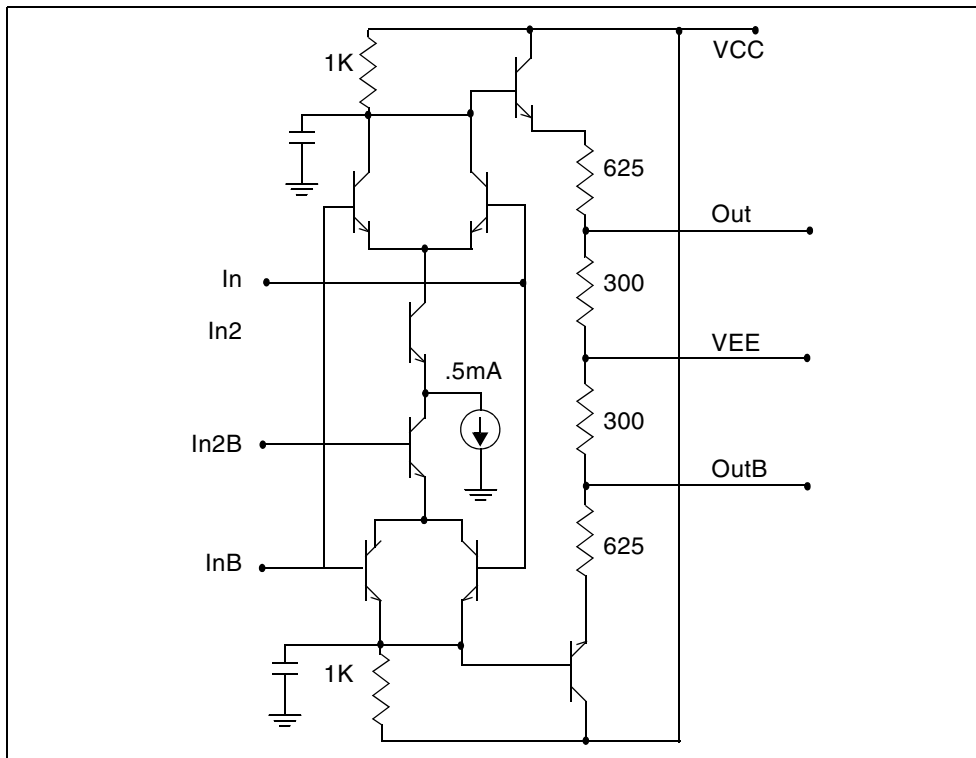 1K
VCC
625
Out
In
300
In2
VEE
.5mA
300
In2B
OutB
625
InB
1K